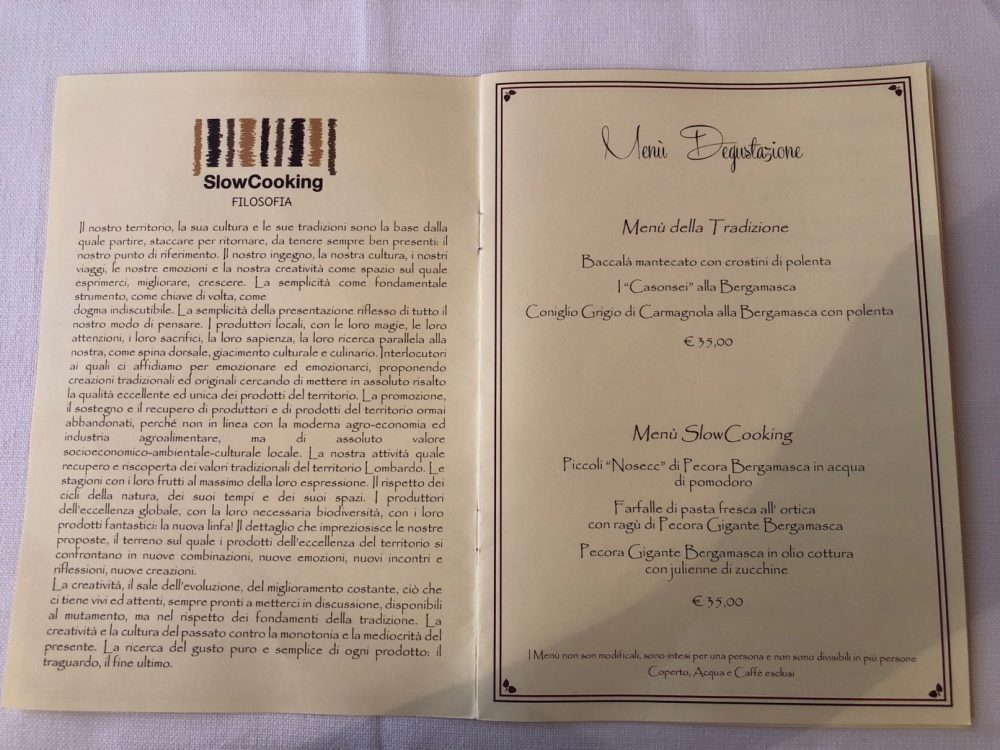 SlowCooking
FILOSOFIA
Il nostro territorio, la sua cultura e le sue tradizioni sono la base dalla
quale partire, staccare per ritornare, da tenere sempre ben presenti: il
nostro punto di riferimento. Il nostro ingegno, la nostra cultura, i nostri
viaggi, le nostre emozioni e la nostra creatività come spazio sul quale
esprimerci, migliorare, crescere. La semplicità come fondamentale
strumento, come chiave di volta, come
dogma indiscutibile. La semplicità della presentazione riflesso di tutto il
nostro modo di pensare. I produttori locali, con le loro magie, le loro
attenzioni, i loro sacrifici, la loro sapienza, la loro ricerca parallela alla
nostra, come spina dorsale, giacimento culturale e culinario. Interlocutori
ai quali ci affidiamo per emozionare ed emozionarci, proponendo
creazioni tradizionali ed originali cercando di mettere in assoluto risalto
la qualità eccellente ed unica dei prodotti del territorio. La promozione,
il sostegno e il recupero di produttori e di prodotti del territorio ormai
abbandonati, perché non in linea con la moderna agro-economia ed
industria agroalimentare, ma di assoluto valore
socioeconomico-ambientale-culturale locale. La nostra attività quale
recupero e riscoperta dei valori tradizionali del territorio Lombardo. Le
stagioni con i loro frutti al massimo della loro espressione. Il rispetto dei
cicli della natura, dei suoi tempi e dei suoi spazi. I produttori
dell'eccellenza globale, con la loro necessaria biodiversità, con i loro
prodotti fantastici: la nuova linfa! Il dettaglio che impreziosisce le nostre
proposte, il terreno sul quale i prodotti dell'eccellenza del territorio si
confrontano in nuove combinazioni, nuove emozioni, nuovi incontri e
riflessioni, nuove creazioni.
La creatività, il sale dell'evoluzione, del miglioramento costante, ciò che
ci tiene vivi ed attenti, sempre pronti a metterci in discussione, disponibili
al mutamento, ma nel rispetto dei fondamenti della tradizione. La
creatività e la cultura del passato contro la monotonia e la mediocrità del
presente. La ricerca del gusto puro e semplice di ogni prodotto: il
traguardo, il fine ultimo.
Menù Degustazione
Menù della Tradizione
Baccalà mantecato con crostini di polenta
I "Casonsei" alla Bergamasca
Coniglio Grigio di Carmagnola alla Bergamasca con polenta
€ 35,00
Menù SlowCooking
Piccoli "Nosecc" di Pecora Bergamasca in acqua
di pomodoro
Farfalle di pasta fresca all' ortica
con ragù di Pecora Gigante Bergamasca
Pecora Gigante Bergamasca in olio cottura
con julienne di zucchine
€ 35,00
I Menù non son modificali, sono intesi per una persona e non sono divisibili in più persone
Coperto, Acqua e Caffè esclusi